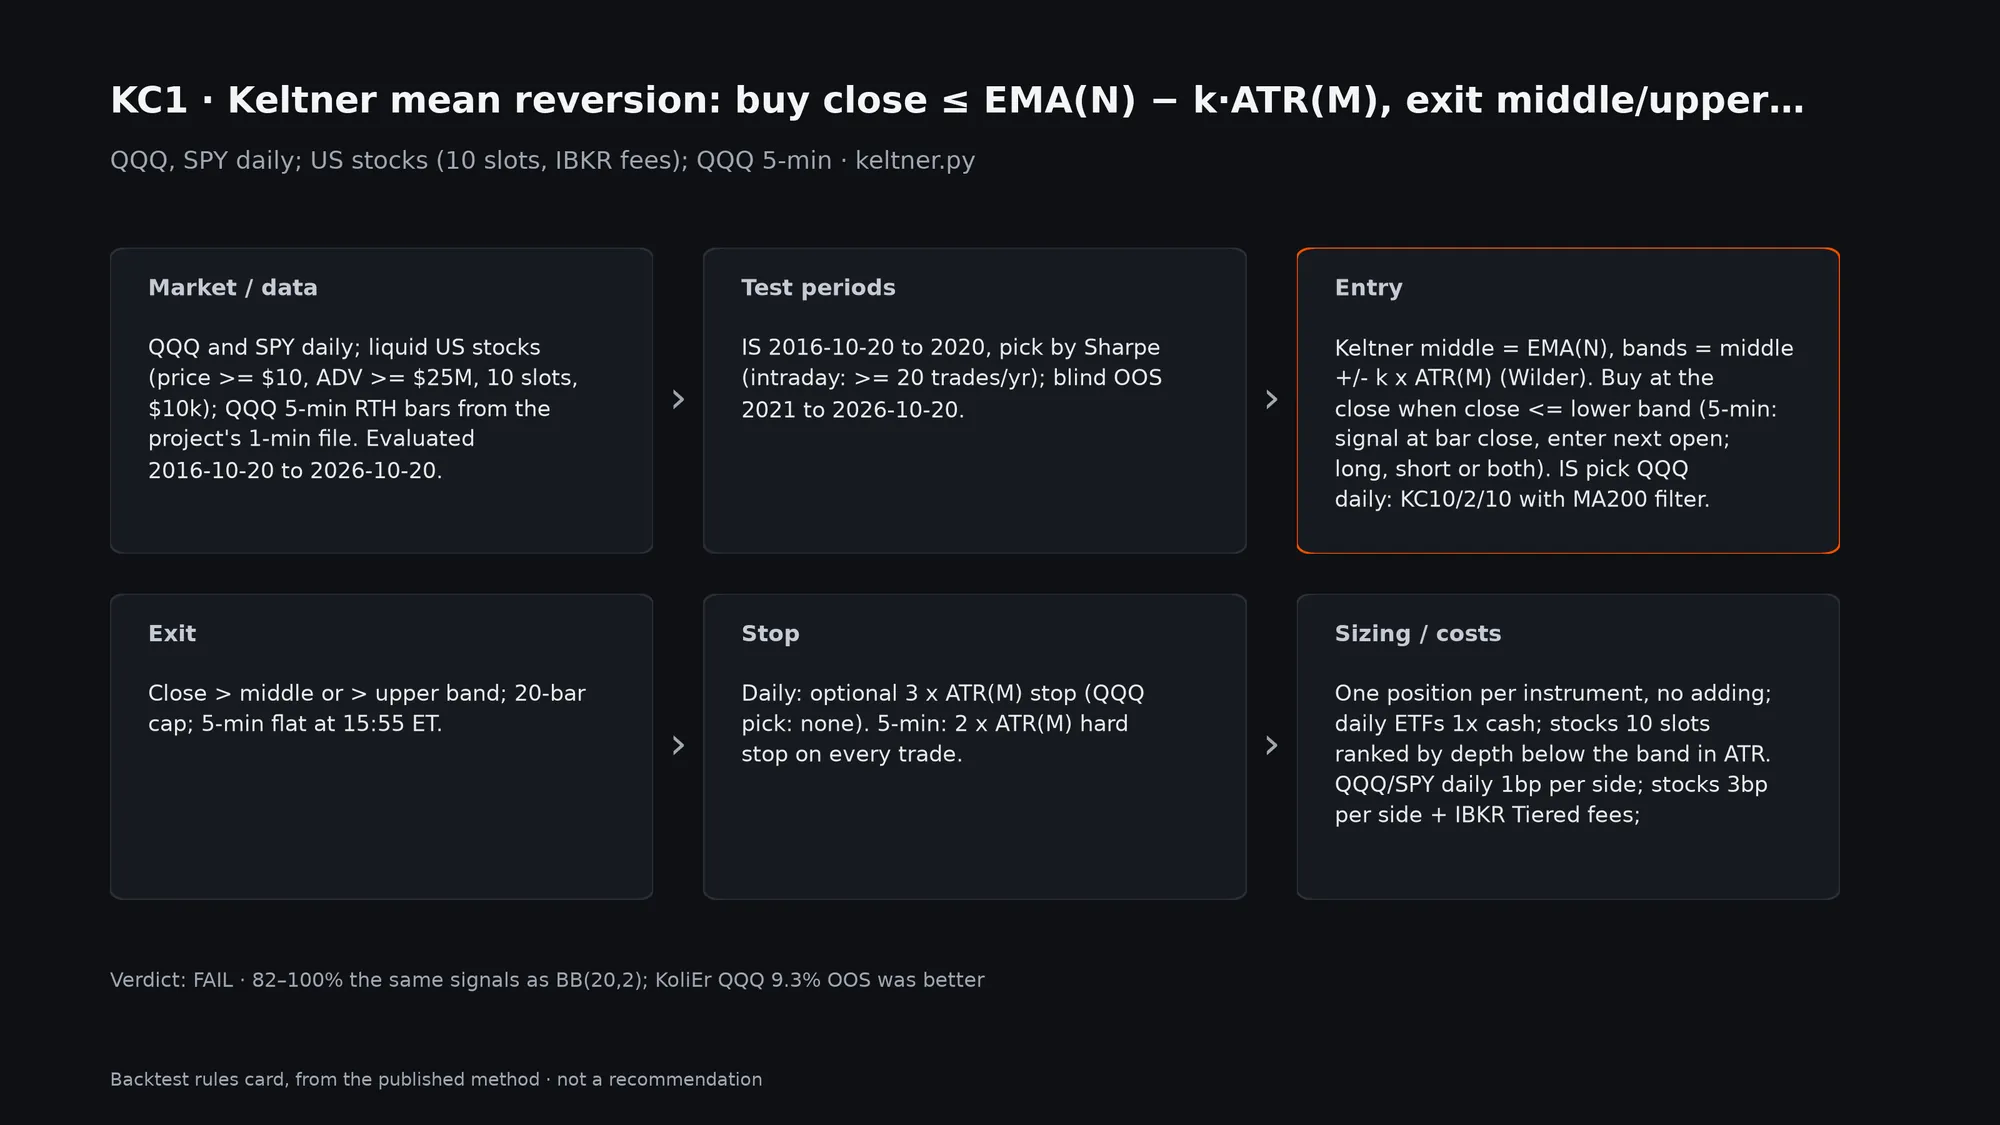 KC1 · Keltner mean reversion: buy close ≤ EMA(N) − k·ATR(M), exit middle/upper…
QQQ, SPY daily; US stocks (10 slots, IBKR fees); QQQ 5-min · keltner.py
Market / data
QQQ and SPY daily; liquid US stocks
(price >= $10, ADV >= $25M, 10 slots,
$10k); QQQ 5-min RTH bars from the
project's 1-min file. Evaluated
2016-10-20 to 2026-10-20.
›
Test periods
IS 2016-10-20 to 2020, pick by Sharpe
(intraday: >= 20 trades/yr); blind OOS
2021 to 2026-10-20.
›
Entry
Keltner middle = EMA(N), bands = middle
+/- k x ATR(M) (Wilder). Buy at the
close when close <= lower band (5-min:
signal at bar close, enter next open;
long, short or both). IS pick QQQ
daily: KC10/2/10 with MA200 filter.
Exit
Close > middle or > upper band; 20-bar
cap; 5-min flat at 15:55 ET.
›
Stop
Daily: optional 3 x ATR(M) stop (QQQ
pick: none). 5-min: 2 x ATR(M) hard
stop on every trade.
›
Sizing / costs
One position per instrument, no adding;
daily ETFs 1x cash; stocks 10 slots
ranked by depth below the band in ATR.
QQQ/SPY daily 1bp per side; stocks 3bp
per side + IBKR Tiered fees;
Verdict: FAIL · 82–100% the same signals as BB(20,2); KoliEr QQQ 9.3% OOS was better
Backtest rules card, from the published method · not a recommendation